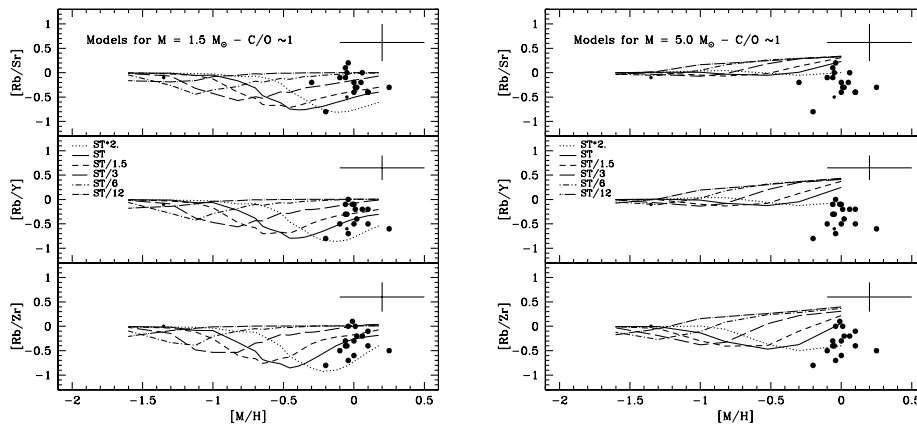 Models for M = 1.5 M⊙ - C/O ~1
[Rb/Sr]
1
0.5
0
-0.5
-1
ST*2.
ST
ST/1.5
ST/3
ST/6
ST/12
[Rb/Y]
1
0.5
0
-0.5
-1
[Rb/Zr]
1
0.5
0
-0.5
-1
-2 -1.5 -1 -0.5 0 0.5
[M/H]
Models for M = 5.0 M⊙ - C/O ~1
[Rb/Sr]
1
0.5
0
-0.5
-1
ST*2.
ST
ST/1.5
ST/3
ST/6
ST/12
[Rb/Y]
1
0.5
0
-0.5
-1
[Rb/Zr]
1
0.5
0
-0.5
-1
-2 -1.5 -1 -0.5 0 0.5
[M/H]